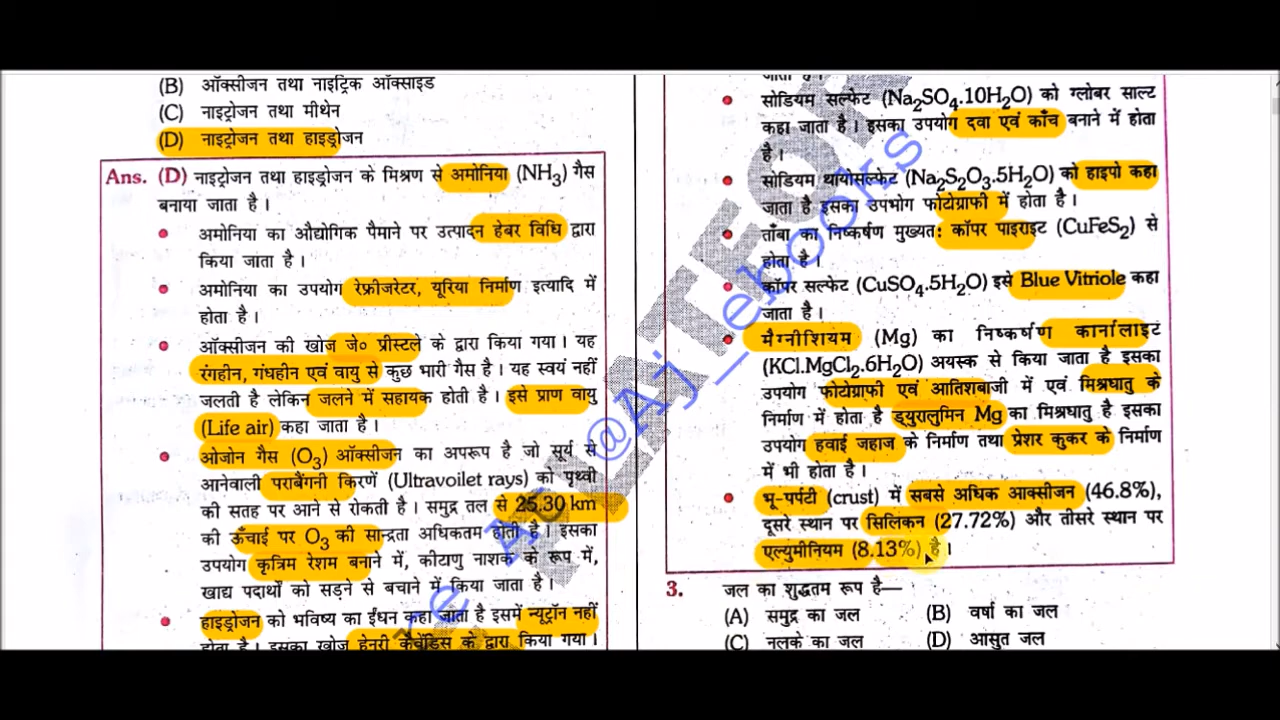 (B) ऑक्सीजन तथा नाइट्रिक ऑक्साइड
(C) नाइट्रोजन तथा मीथेन
(D) नाइट्रोजन तथा हाइड्रोजन
Ans. (D) नाइट्रोजन तथा हाइड्रोजन के मिश्रण से अमोनिया (NH₃) गैस
बनाया जाता है।
• अमोनिया का औद्योगिक पैमाने पर उत्पादन हेबर विधि द्वारा
किया जाता है।
• अमोनिया का उपयोग रेफ्रीजरेटर, यूरिया निर्माण इत्यादि में
होता है।
• ऑक्सीजन की खोज जे० प्रीस्टले के द्वारा किया गया। यह
रंगहीन, गंधहीन एवं वायु से कुछ भारी गैस है। यह स्वयं नहीं
जलती है लेकिन जलने में सहायक होती है। इसे प्राण वायु
(Life air) कहा जाता है।
• ओजोन गैस (O₃) ऑक्सीजन का अपरूप है जो सूर्य से
आनेवाली पराबैंगनी किरणें (Ultravoilet rays) को पृथ्वी
की सतह पर आने से रोकती है। समुद्र तल से 25.30 km
की ऊँचाई पर O₃ की सान्द्रता अधिकतम होती है। इसका
उपयोग कृत्रिम रेशम बनाने में, कीटाणु नाशक के रूप में,
खाद्य पदार्थों को सड़ने से बचाने में किया जाता है।
• हाइड्रोजन को भविष्य का ईंधन कहा जाता है इसमें न्यूट्रॉन नहीं
होता है। इसका खोज हेनरी कैवेंडिस के द्वारा किया गया।
जाता है।
• सोडियम सल्फेट (Na₂SO₄.10H₂O) को ग्लोबर साल्ट
कहा जाता है। इसका उपयोग दवा एवं काँच बनाने में होता
है।
• सोडियम थायोसल्फेट (Na₂S₂O₃.5H₂O) को हाइपो कहा
जाता है इसका उपभोग फोटोग्राफी में होता है।
• ताँबा का निष्कर्षण मुख्यतः कॉपर पाइराइट (CuFeS₂) से
होता है।
• कॉपर सल्फेट (CuSO₄.5H₂O) इसे Blue Vitriole कहा
जाता है।
• मैग्नीशियम (Mg) का निष्कर्षण कार्नालाइट
(KCl.MgCl₂.6H₂O) अयस्क से किया जाता है इसका
उपयोग फोटोग्राफी एवं आतिशबाजी में एवं मिश्रधातु के
निर्माण में होता है ड्यूरालुमिन Mg का मिश्रधातु है इसका
उपयोग हवाई जहाज के निर्माण तथा प्रेशर कुकर के निर्माण
में भी होता है।
• भू-पर्पटी (crust) में सबसे अधिक आक्सीजन (46.8%),
दूसरे स्थान पर सिलिकन (27.72%) और तीसरे स्थान पर
एल्युमीनियम (8.13%) है।
3. जल का शुद्धतम रूप है—
(A) समुद्र का जल (B) वर्षा का जल
(C) नलके का जल (D) आसुत जल
PLATFOR
@Aj_ebooks